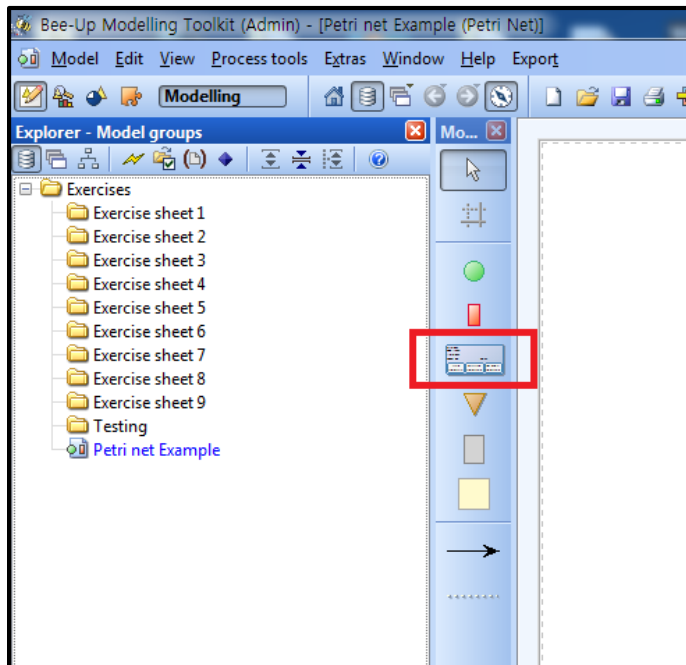 Bee-Up Modelling Toolkit (Admin) - [Petri net Example (Petri Net)]
Model Edit View Process tools Extras Window Help Export
Modelling
Explorer - Model groups
Mo...
Exercises
Exercise sheet 1
Exercise sheet 2
Exercise sheet 3
Exercise sheet 4
Exercise sheet 5
Exercise sheet 6
Exercise sheet 7
Exercise sheet 8
Exercise sheet 9
Testing
Petri net Example